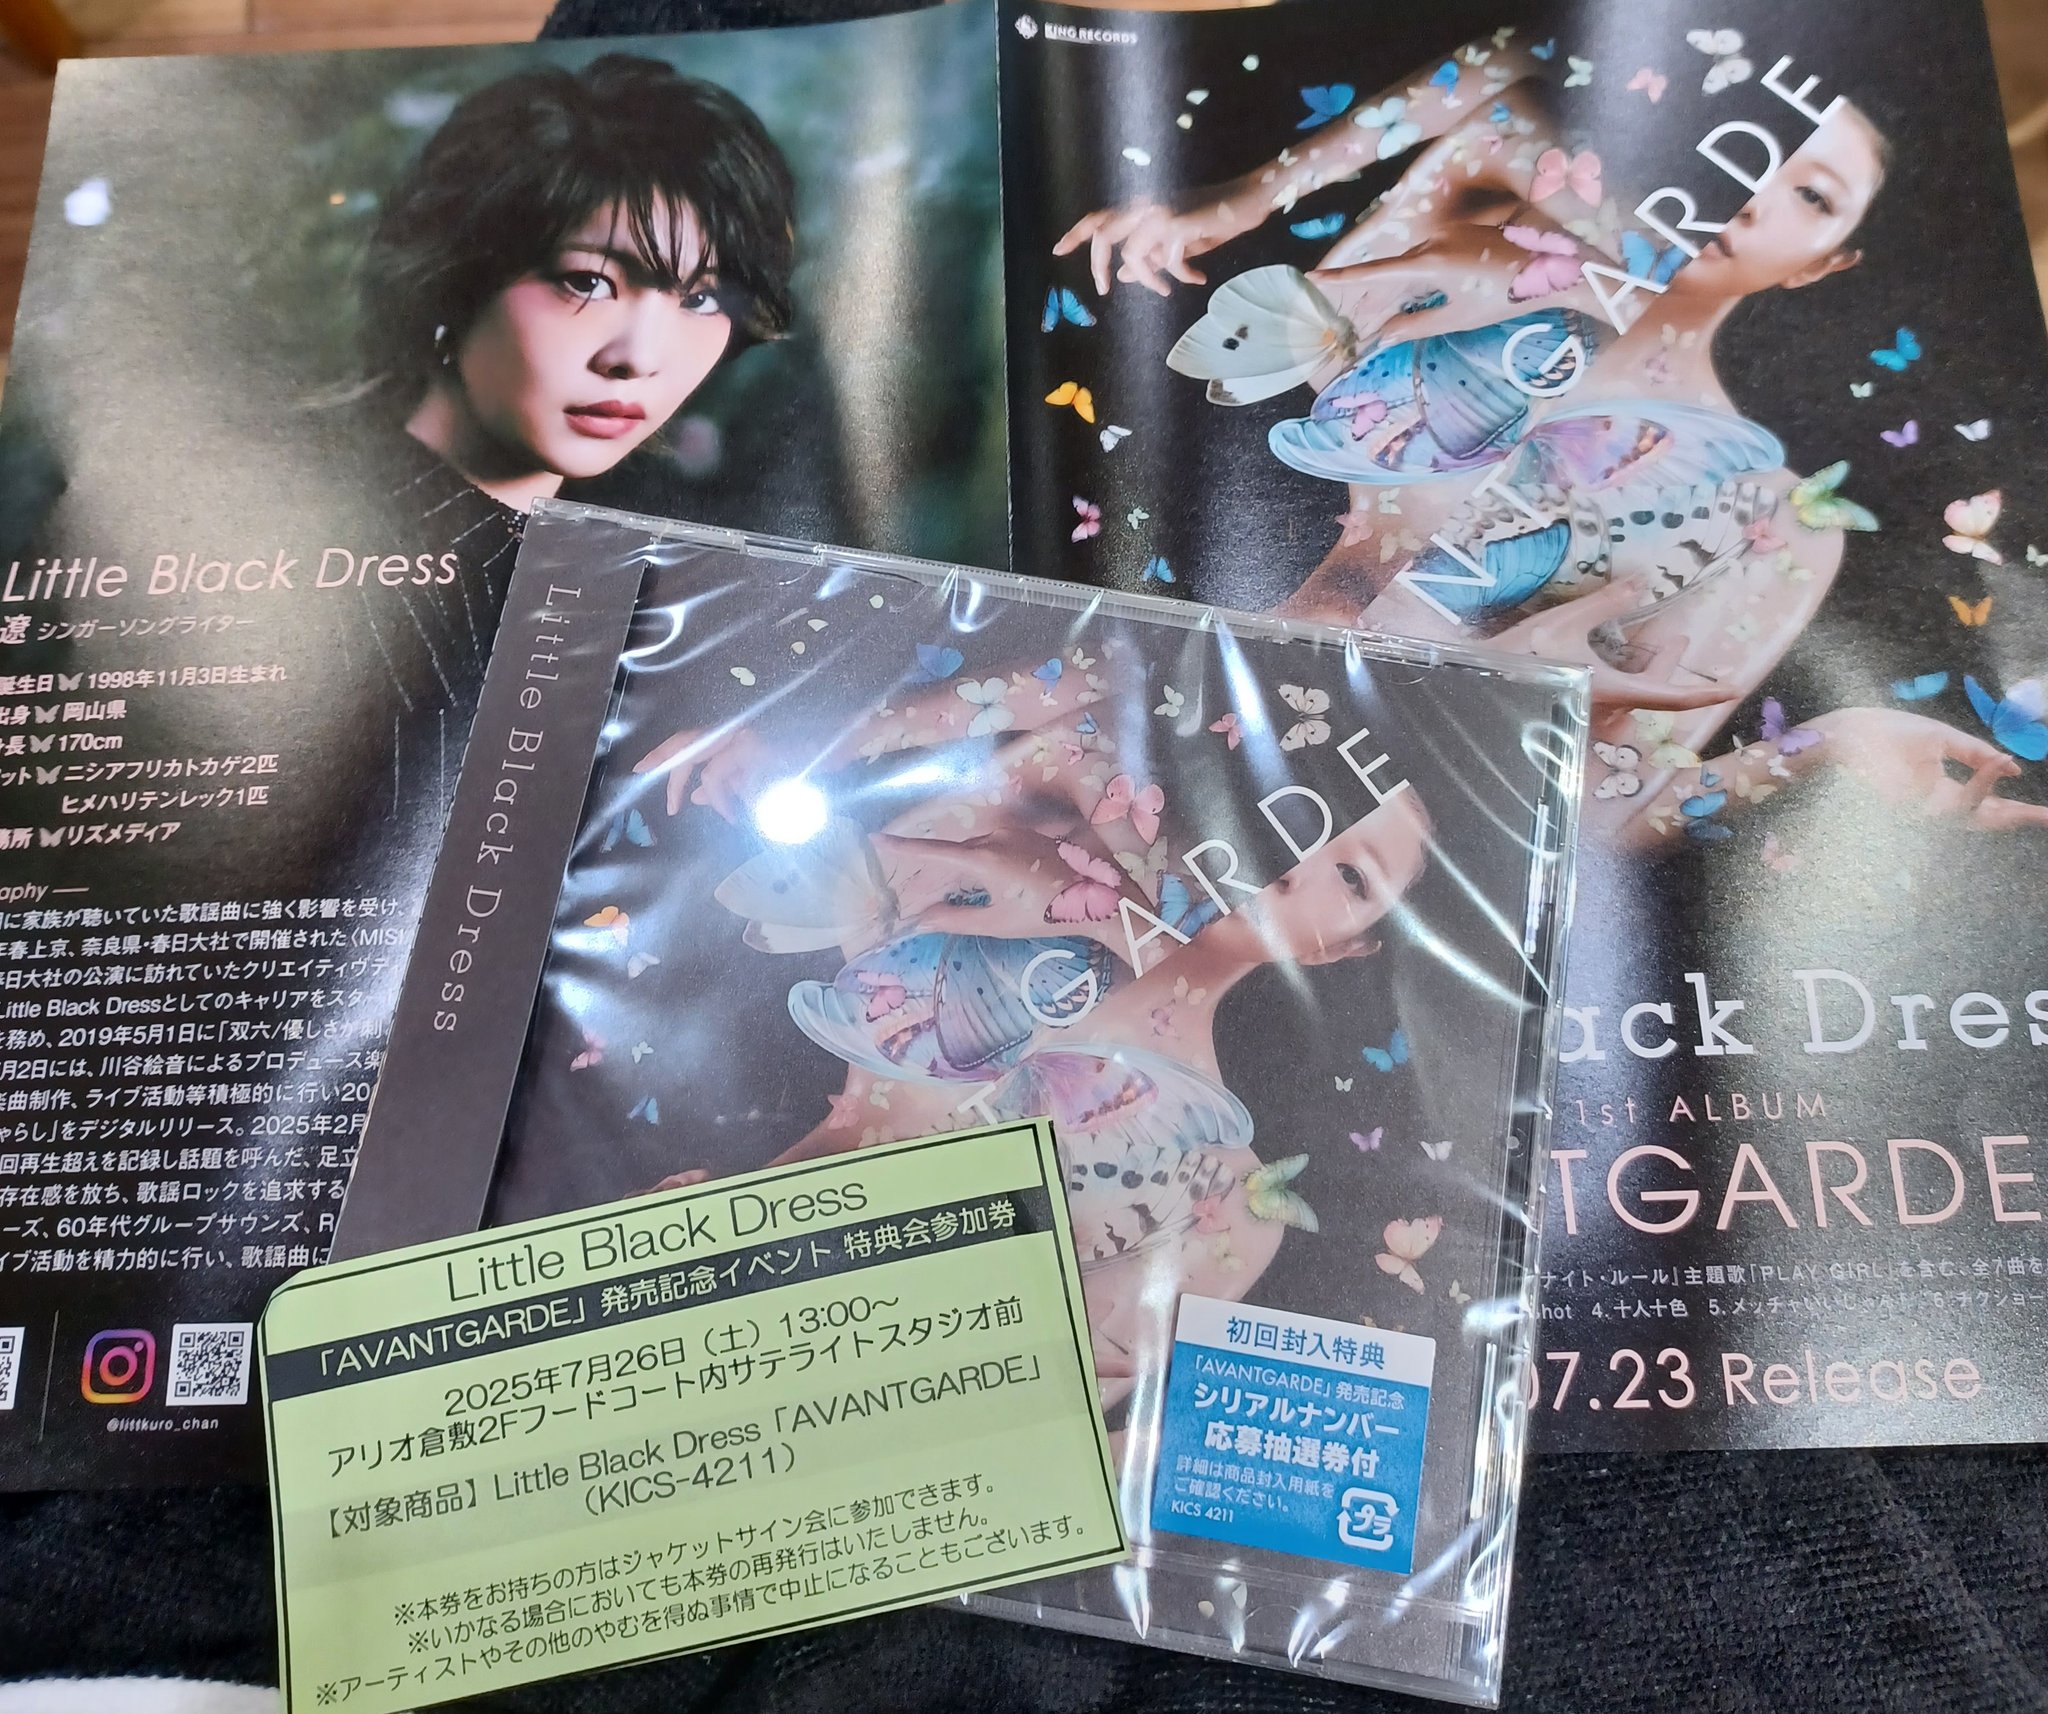 Little Black Dress
遼 シンガーソングライター
誕生日 1998年11月3日生まれ
出身 岡山県
長 170cm
ット ニシアフリカトカゲ2匹
ヒメハリテンレック1匹
務所 リズメディア
aphy
に家族が聴いていた歌謡曲に強く影響を受け、
年春上京、奈良県・春日大社で開催された〈MIS
日大社の公演に訪れていたクリエイティヴディ
Little Black Dressとしてのキャリアをスター
を務め、2019年5月1日に「双六/優しさが刺
月2日には、川谷絵音によるプロデュース楽
曲制作、ライブ活動等積極的に行い20
ゃらし」をデジタルリリース。2025年2月
回再生超えを記録し話題を呼んだ、足立
存在感を放ち、歌謡ロックを追求する
ーズ、60年代グループサウンズ、R
イブ活動を精力的に行い、歌謡曲に
@littkuro_chan
KING RECORDS
NTGARDE
ack Dres
1st ALBUM
TGARDE
ナイト・ルール」主題歌「PLAY GIRL」を含む、全7曲を
hot 4. 十人十色 5. メッチャいいじゃん! 6. チクショー
07.23 Release
Little Black Dress
TGARDE
初回封入特典
「AVANTGARDE」発売記念
シリアルナンバー
応募抽選券付
詳細は商品封入用紙を
ご確認ください。
KICS 4211
プラ
Little Black Dress
「AVANTGARDE」発売記念イベント 特典会参加券
2025年7月26日（土）13:00～
アリオ倉敷2Fフードコート内サテライトスタジオ前
【対象商品】Little Black Dress「AVANTGARDE」
（KICS-4211）
※本券をお持ちの方はジャケットサイン会に参加できます。
※いかなる場合においても本券の再発行はいたしません。
※アーティストやその他のやむを得ぬ事情で中止になることもございます。